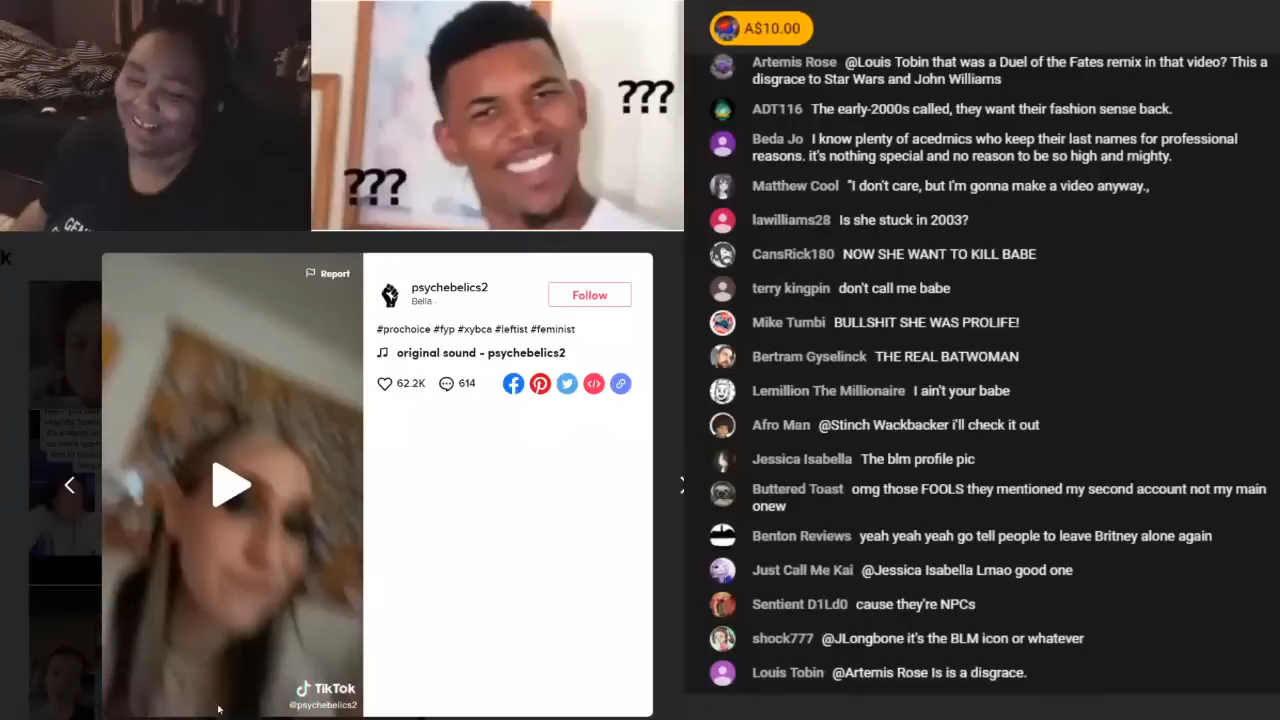 GENI
???
???
A$10.00
Artemis Rose @Louis Tobin that was a Duel of the Fates remix in that video? This a
disgrace to Star Wars and John Williams
ADT116 The early-2000s called, they want their fashion sense back.
Beda Jo I know plenty of acedmics who keep their last names for professional
reasons. it's nothing special and no reason to be so high and mighty.
Matthew Cool "I don't care, but I'm gonna make a video anyway.,
lawilliams28 Is she stuck in 2003?
CansRick180 NOW SHE WANT TO KILL BABE
terry kingpin don't call me babe
Mike Tumbi BULLSHIT SHE WAS PROLIFE!
Bertram Gyselinck THE REAL BATWOMAN
Lemillion The Millionaire I ain't your babe
Afro Man @Stinch Wackbacker i'll check it out
Jessica Isabella The blm profile pic
Buttered Toast omg those FOOLS they mentioned my second account not my main
onew
Benton Reviews yeah yeah yeah go tell people to leave Britney alone again
Just Call Me Kai @Jessica Isabella Lmao good one
Sentient D1Ld0 cause they're NPCs
shock777 @JLongbone it's the BLM icon or whatever
Louis Tobin @Artemis Rose Is is a disgrace.
k
Report
psychebelics2
Bella ·
Follow
#prochoice #fyp #xybca #leftist #feminist
original sound - psychebelics2
62.2K 614
TikTok
@psychebelics2